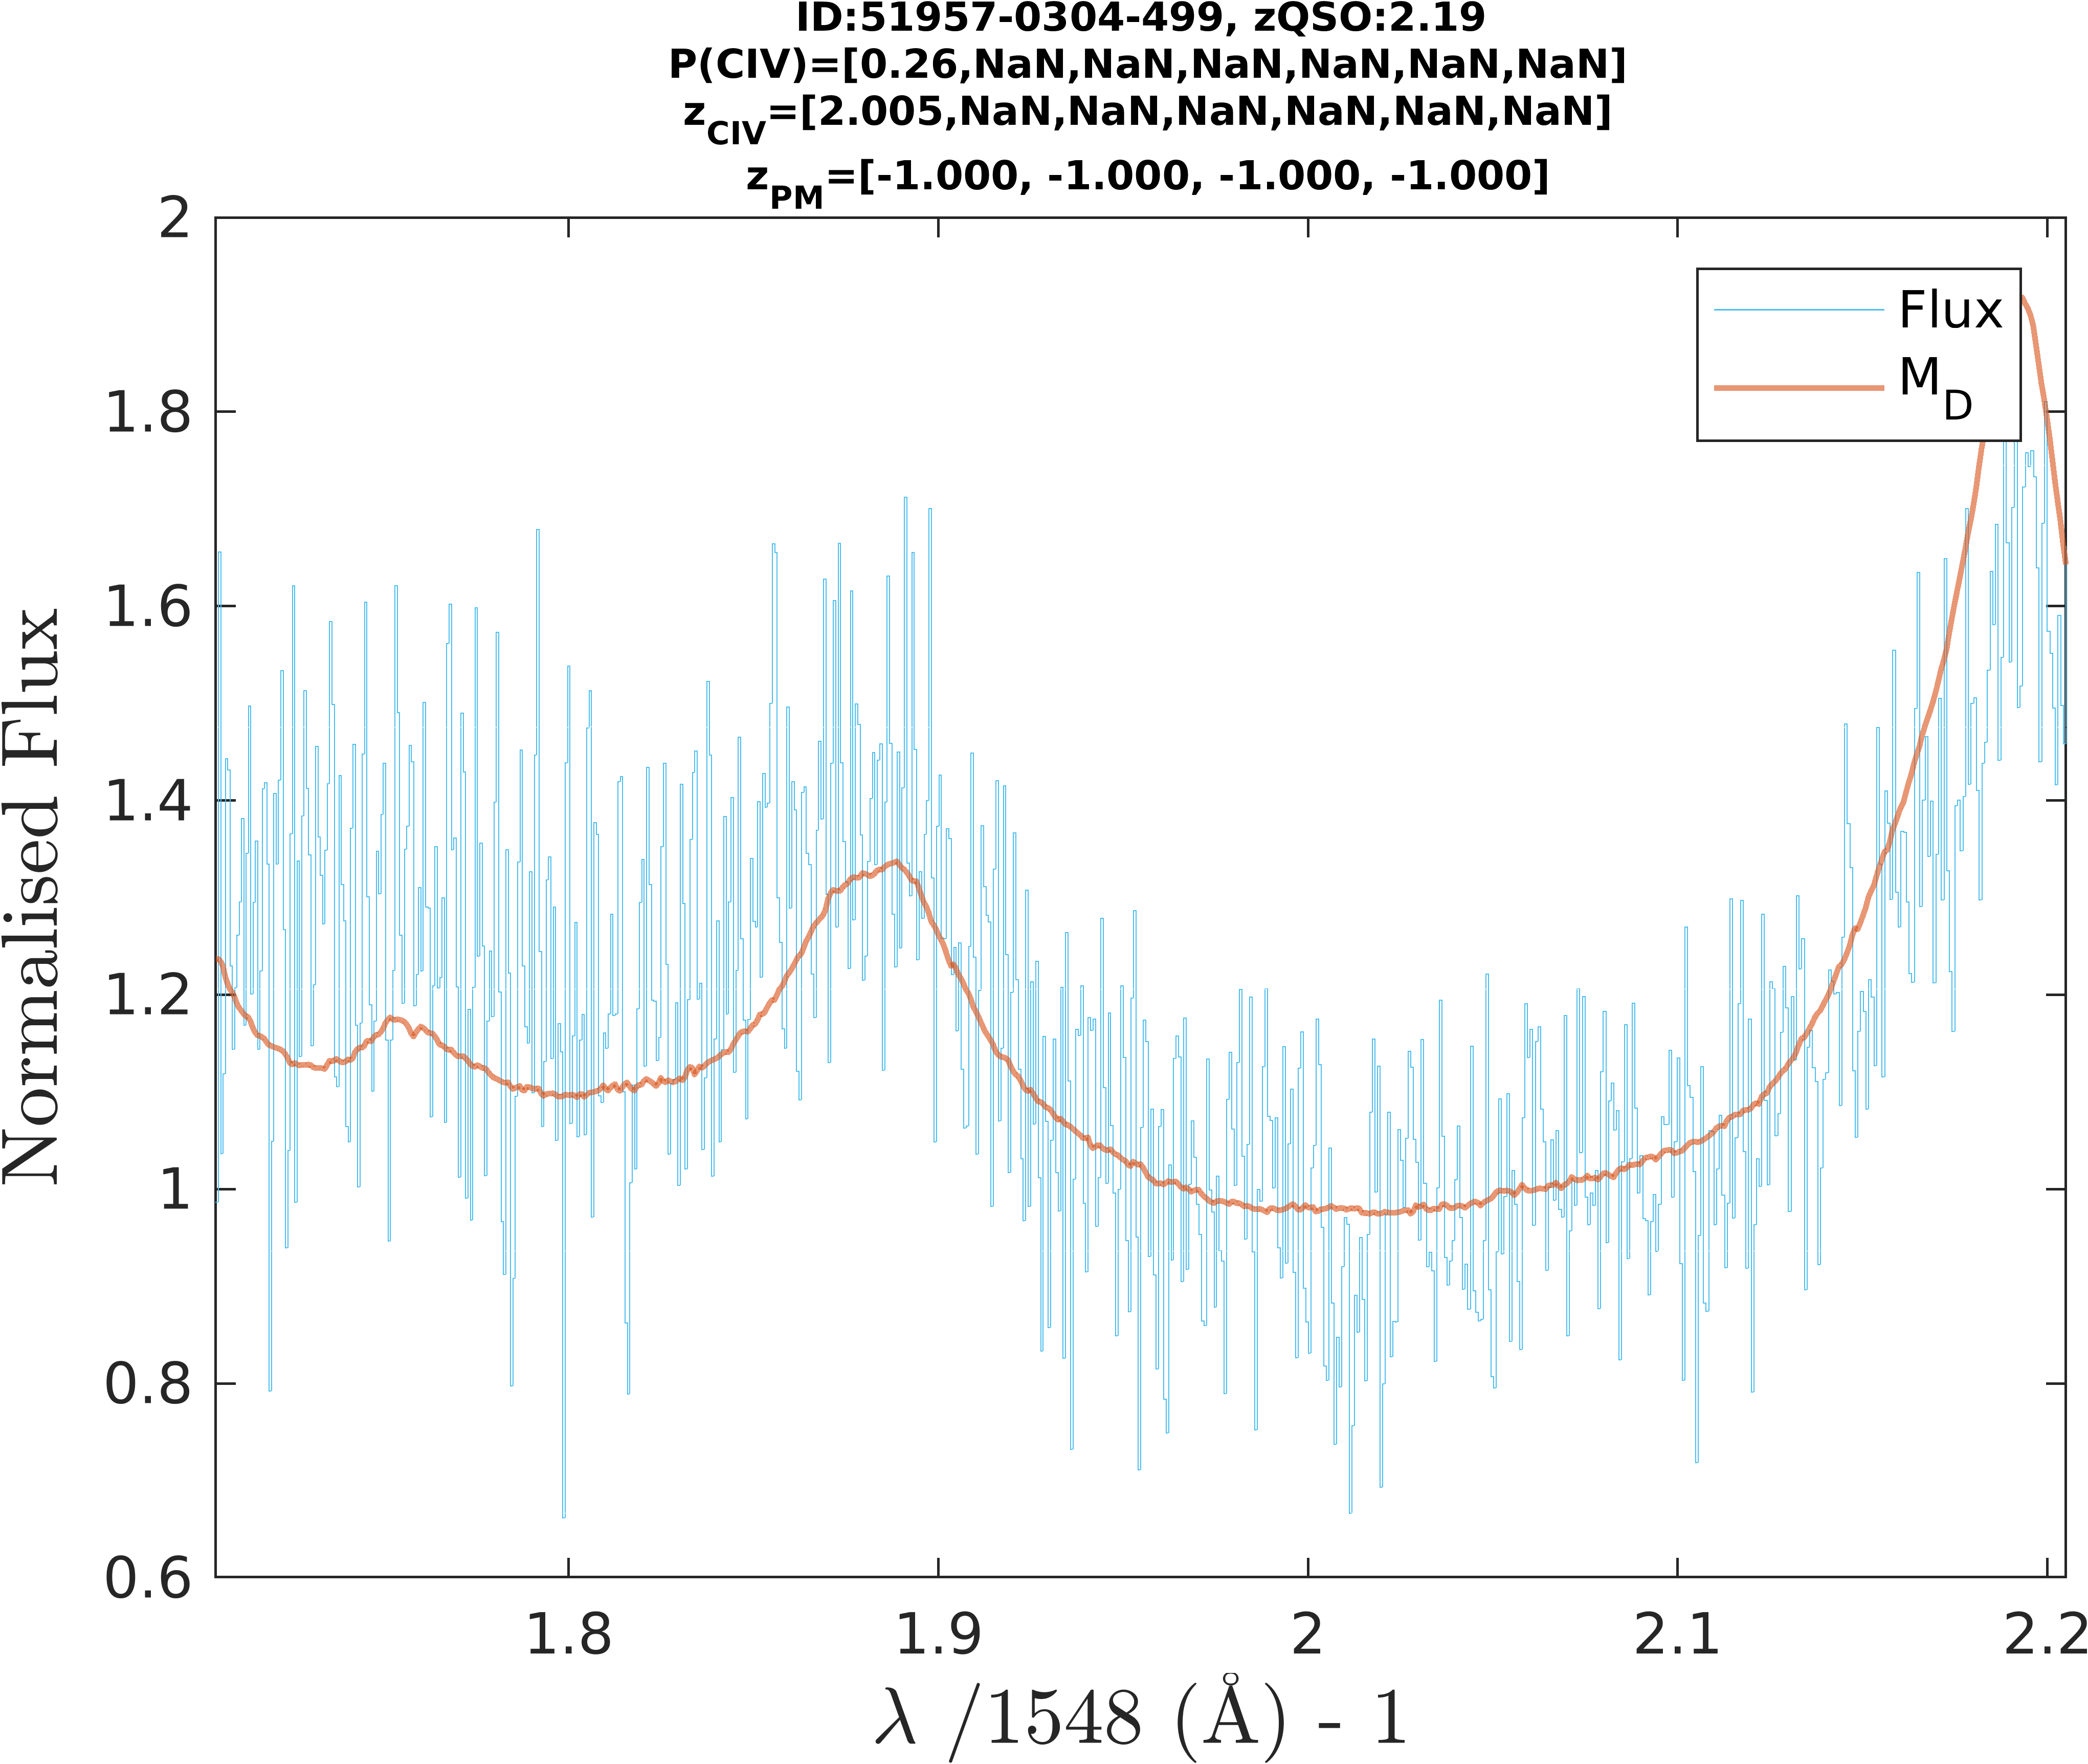 ID:51957-0304-499, zQSO:2.19
P(CIV)=[0.26,NaN,NaN,NaN,NaN,NaN,NaN]
zCIV=[2.005,NaN,NaN,NaN,NaN,NaN,NaN]
zPM=[-1.000, -1.000, -1.000, -1.000]
2
1.8
1.6
1.4
1.2
1
0.8
0.6
Normalised Flux
Flux
MD
1.8 1.9 2 2.1 2.2
λ /1548 (Å) - 1